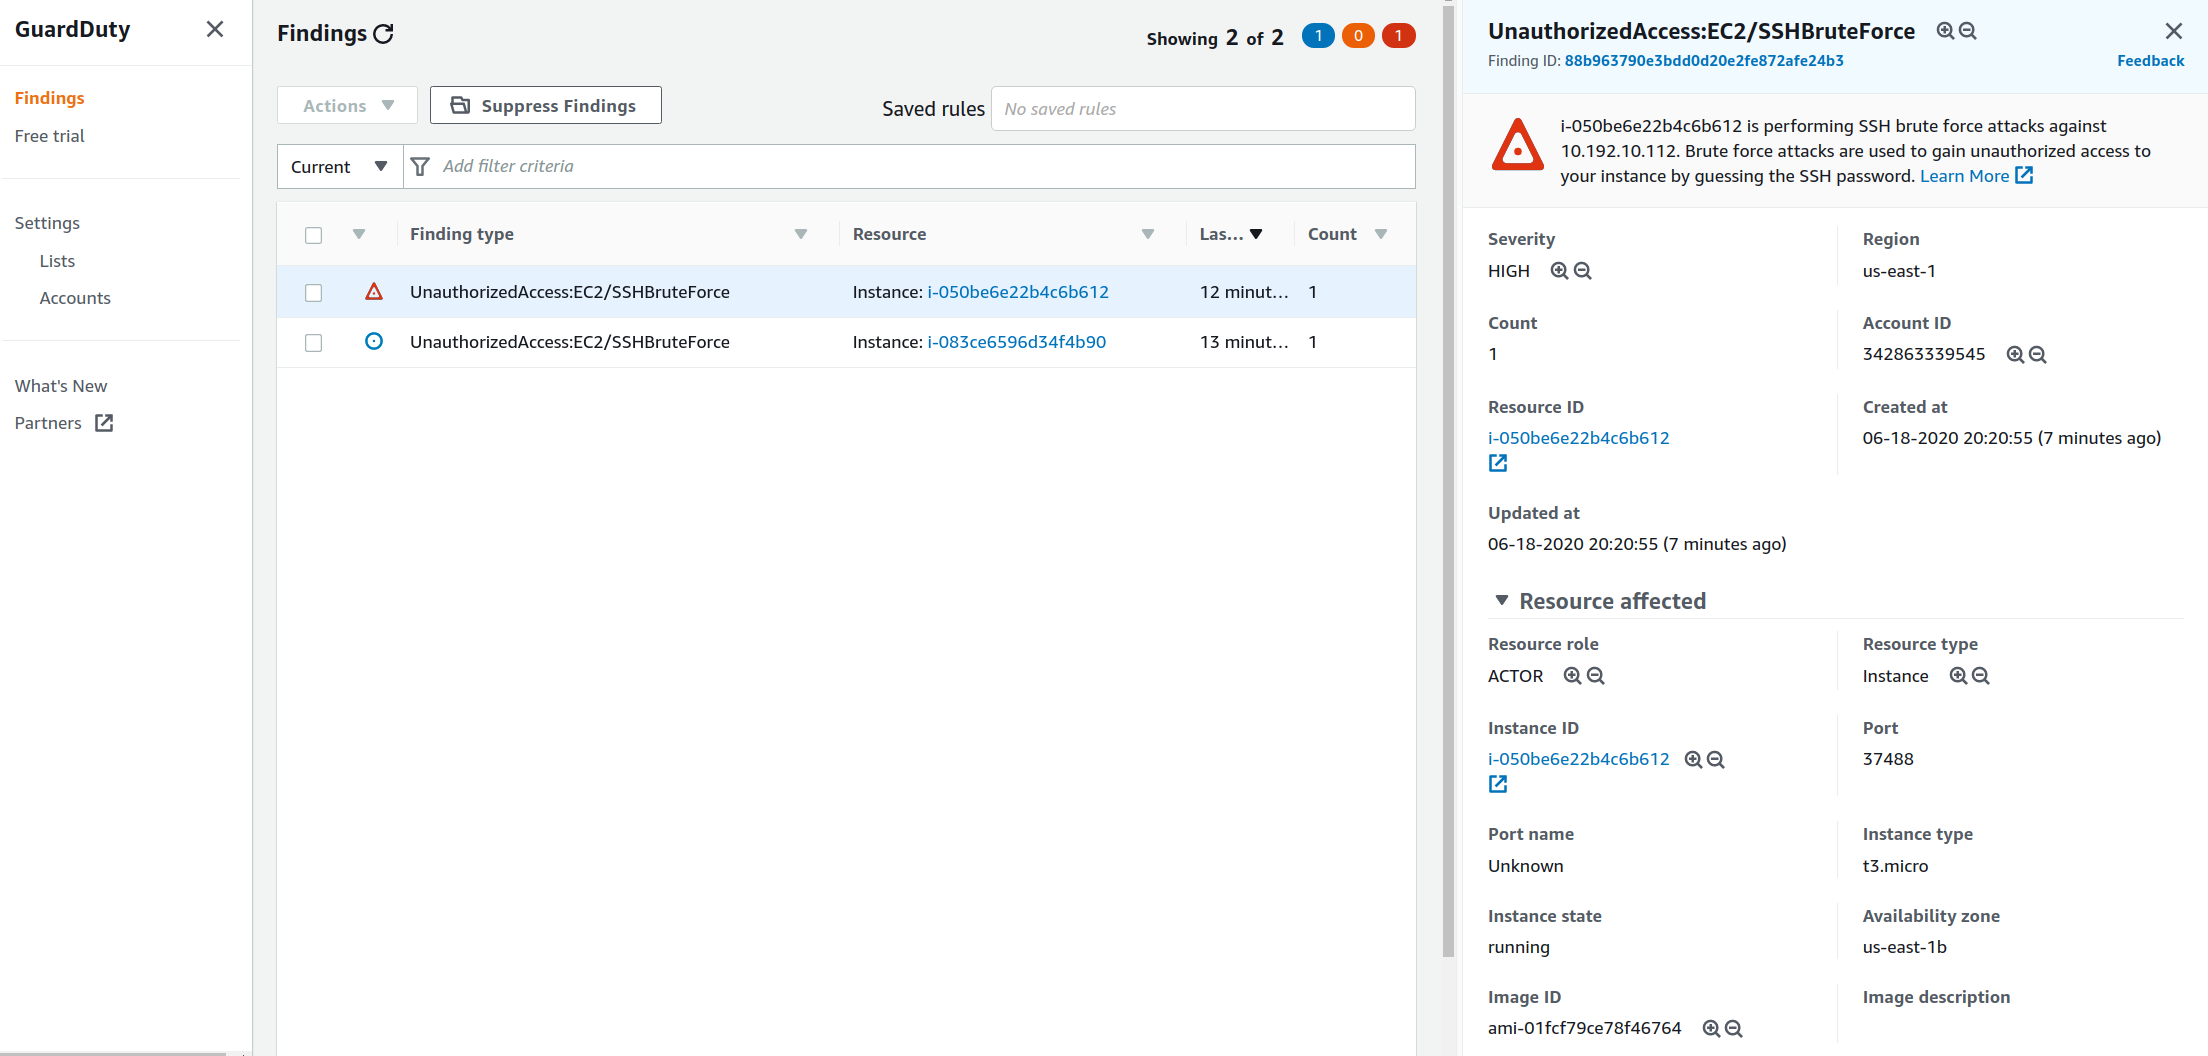 GuardDuty
Findings
Free trial
Settings
Lists
Accounts
What's New
Partners
Findings
Showing 2 of 2 1 0 1
Actions
Suppress Findings
Saved rules
No saved rules
Current
Add filter criteria
Finding type Resource Las... Count
UnauthorizedAccess:EC2/SSHBruteForce Instance: i-050be6e22b4c6b612 12 minut... 1
UnauthorizedAccess:EC2/SSHBruteForce Instance: i-083ce6596d34f4b90 13 minut... 1
UnauthorizedAccess:EC2/SSHBruteForce
Finding ID: 88b963790e3bdd0d20e2fe872afe24b3
Feedback
i-050be6e22b4c6b612 is performing SSH brute force attacks against
10.192.10.112. Brute force attacks are used to gain unauthorized access to
your instance by guessing the SSH password. Learn More
Severity
HIGH
Region
us-east-1
Count
1
Account ID
342863339545
Resource ID
i-050be6e22b4c6b612
Created at
06-18-2020 20:20:55 (7 minutes ago)
Updated at
06-18-2020 20:20:55 (7 minutes ago)
Resource affected
Resource role
ACTOR
Resource type
Instance
Instance ID
i-050be6e22b4c6b612
Port
37488
Port name
Unknown
Instance type
t3.micro
Instance state
running
Availability zone
us-east-1b
Image ID
ami-01fcf79ce78f46764
Image description